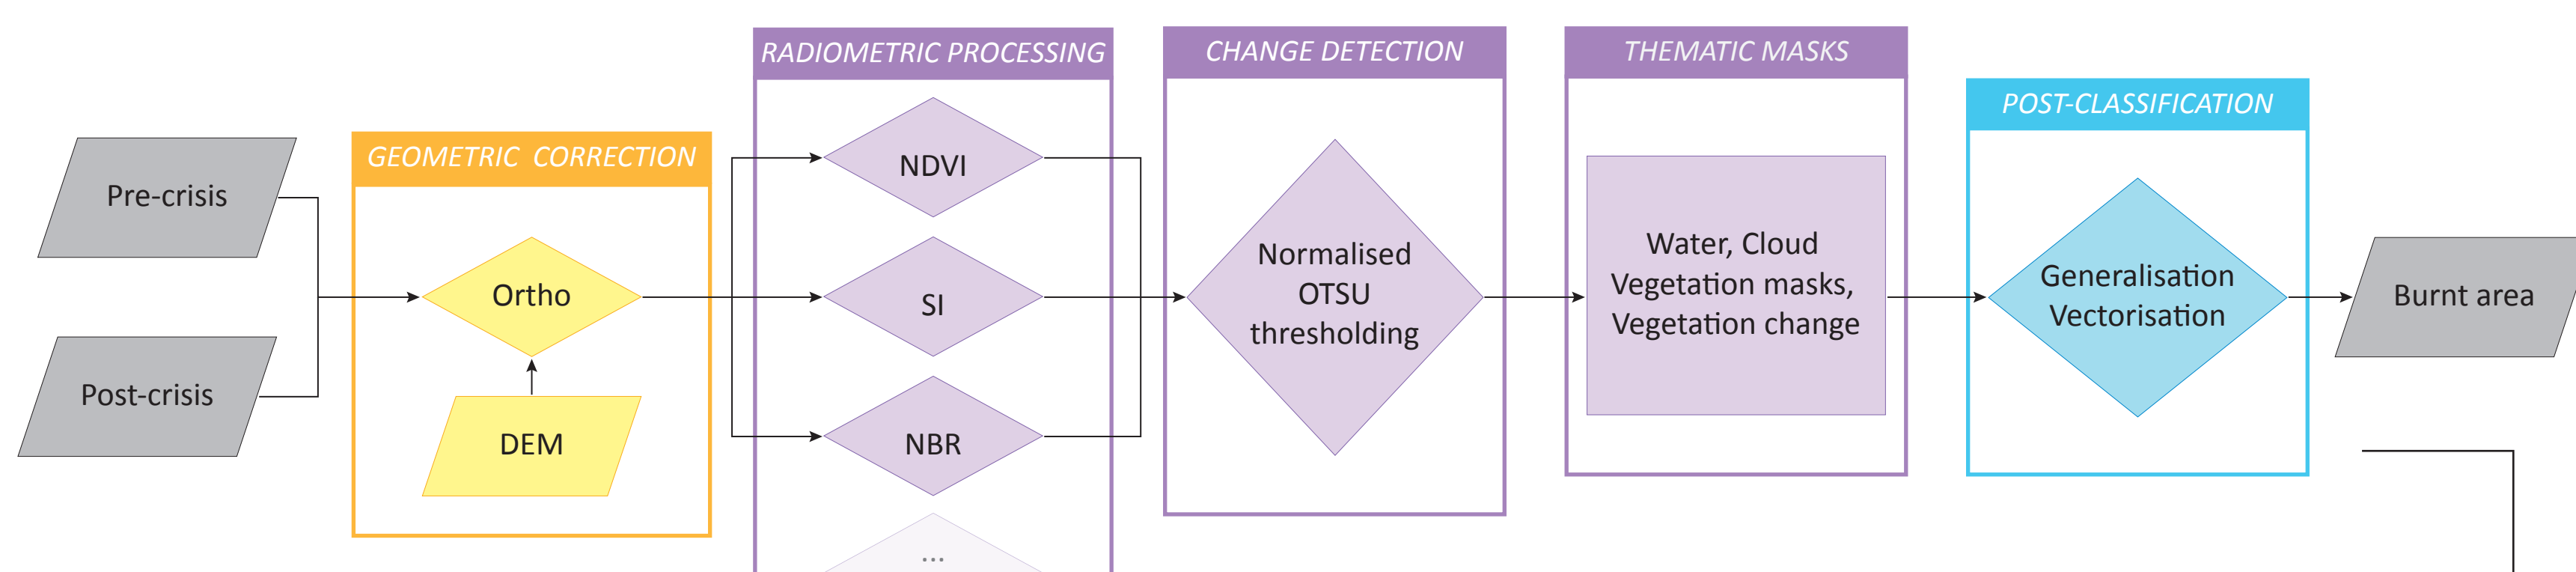 Pre-crisis
Post-crisis
GEOMETRIC CORRECTION
Ortho
DEM
RADIOMETRIC PROCESSING
NDVI
SI
NBR
...
CHANGE DETECTION
Normalised
OTSU
thresholding
THEMATIC MASKS
Water, Cloud
Vegetation masks,
Vegetation change
POST-CLASSIFICATION
Generalisation
Vectorisation
Burnt area